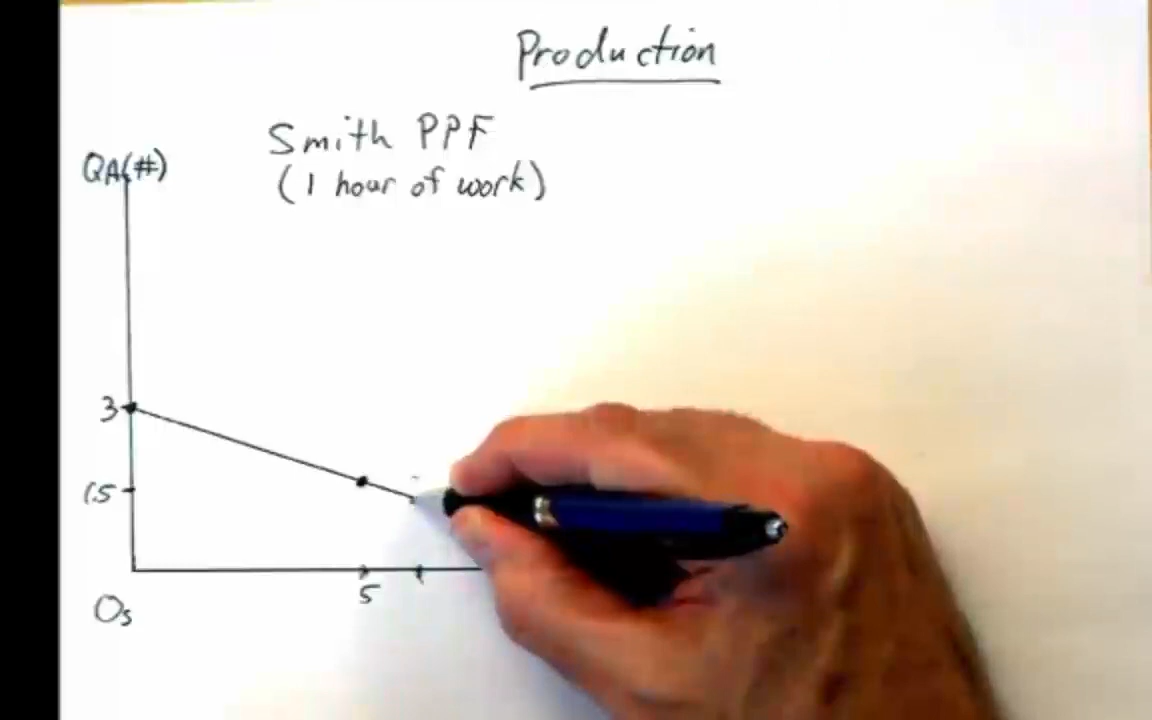 Production
Smith PPF
(1 hour of work)
QA(#)
3
1.5
5
Os